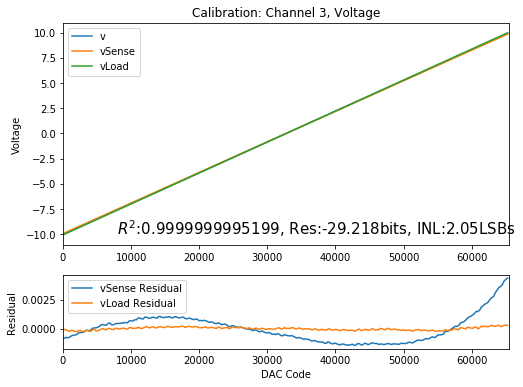 Calibration: Channel 3, Voltage
10.0
7.5
5.0
2.5
0.0
−2.5
−5.0
−7.5
−10.0
Voltage
v
vSense
vLoad
R²:0.9999999995199, Res:-29.218bits, INL:2.05LSBs
0 10000 20000 30000 40000 50000 60000
0.0025
0.0000
Residual
vSense Residual
vLoad Residual
0 10000 20000 30000 40000 50000 60000
DAC Code